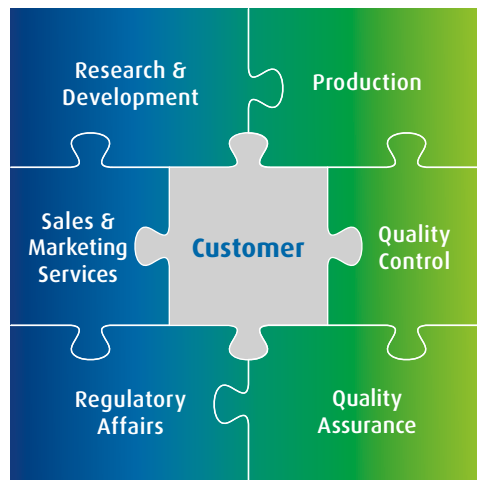 Research &
Development
Production
Sales &
Marketing
Services
Customer
Quality
Control
Regulatory
Affairs
Quality
Assurance